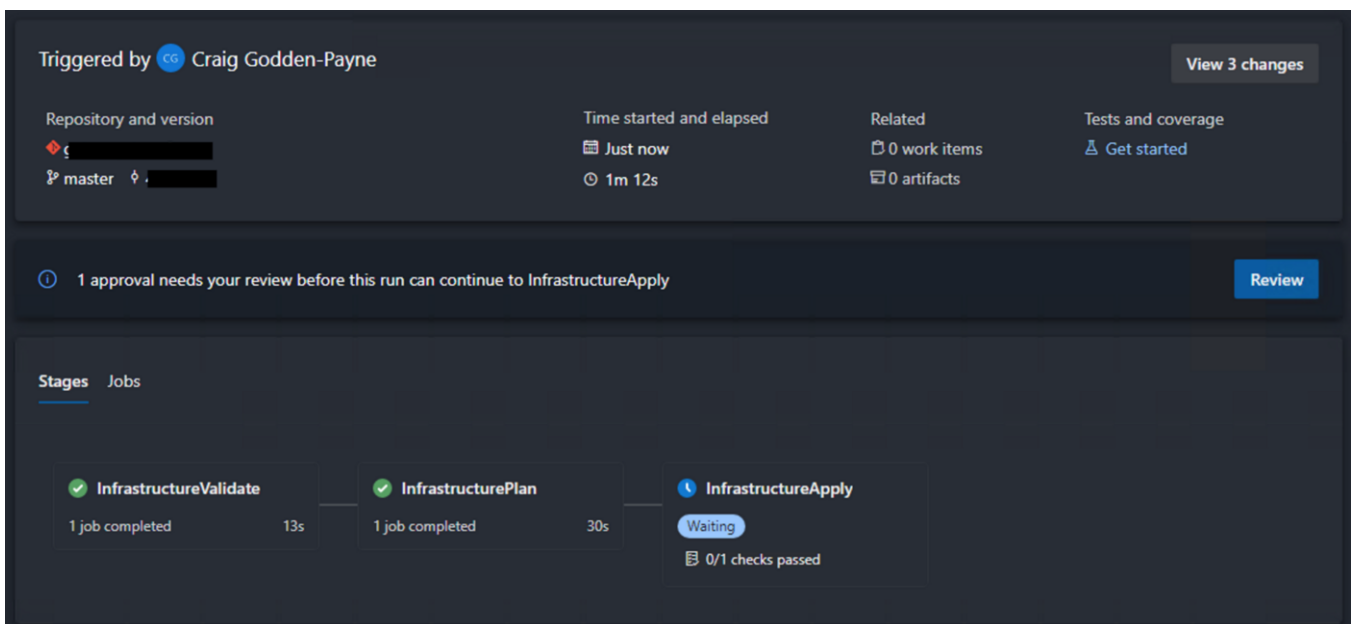 Triggered by CG Craig Godden-Payne
View 3 changes
Repository and version
Time started and elapsed
Related
Tests and coverage
Just now
0 work items
Get started
master
1m 12s
0 artifacts
1 approval needs your review before this run can continue to InfrastructureApply
Review
Stages Jobs
InfrastructureValidate
1 job completed 13s
InfrastructurePlan
1 job completed 30s
InfrastructureApply
Waiting
0/1 checks passed